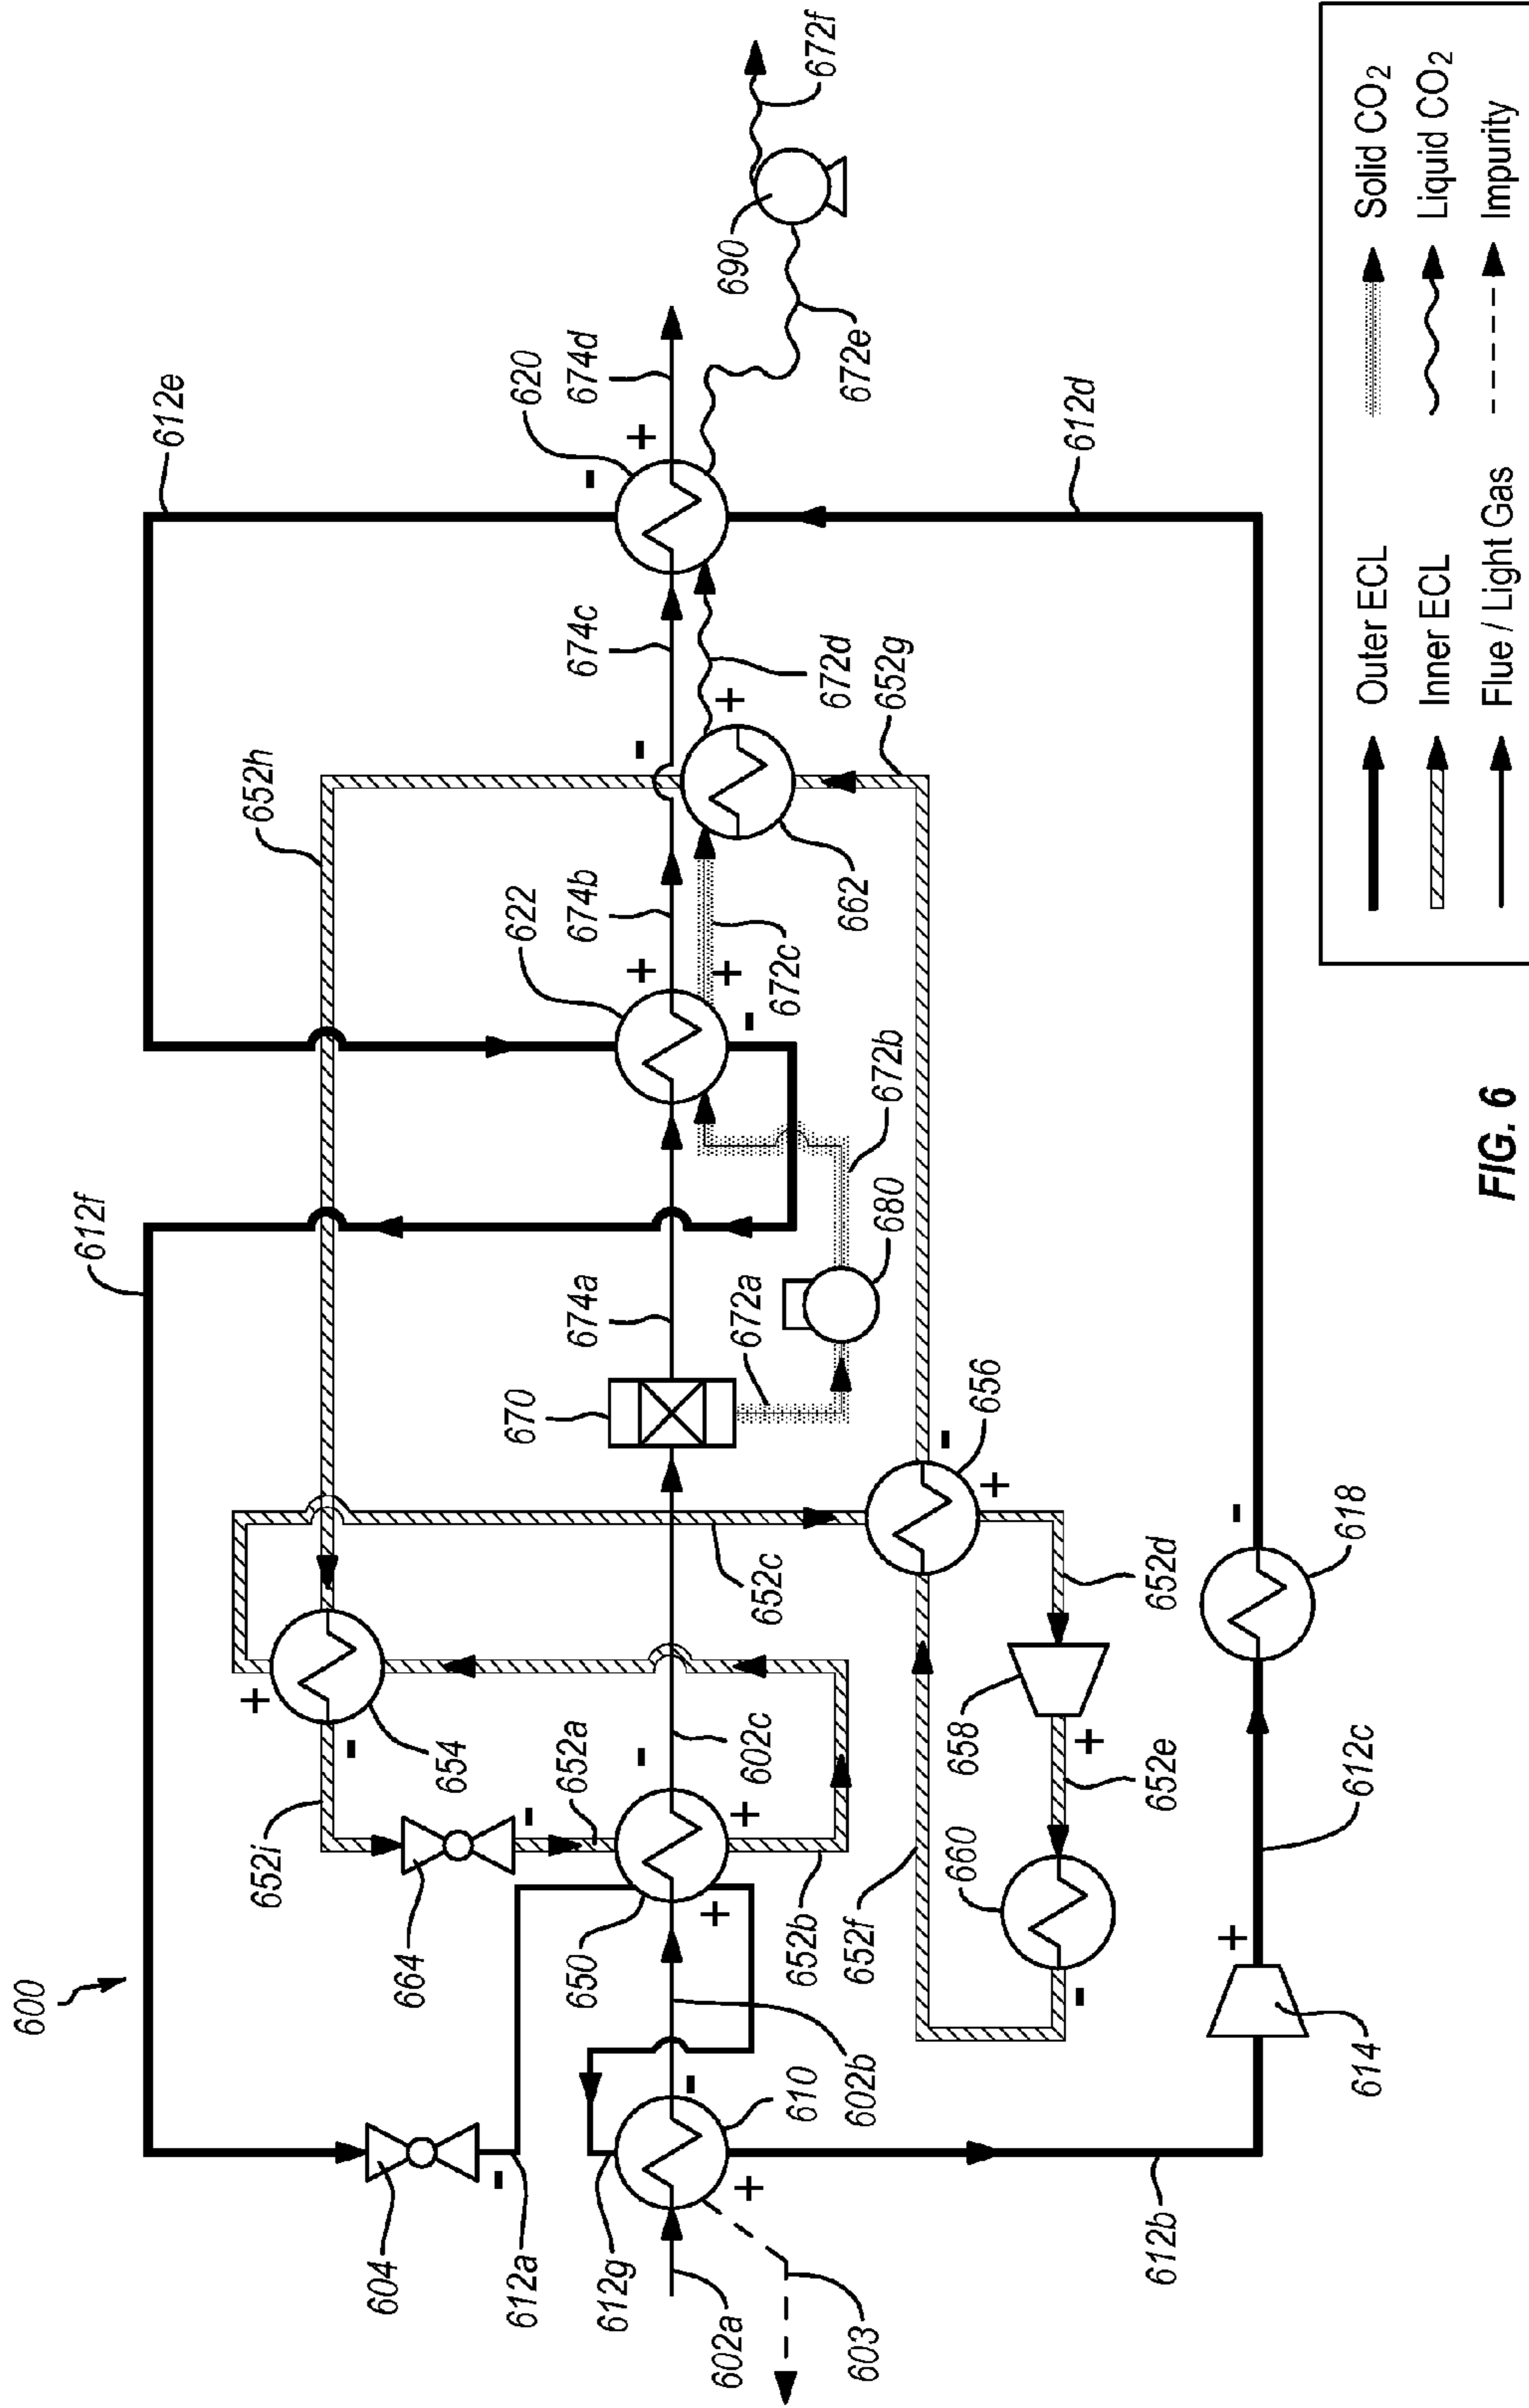 600
612f
612e
652h
604
612a
612g
602a
603
610
602b
612b
664
652i
650
652b
654
652a
602c
652c
670
674a
672a
680
672b
622
674b
672c
662
674c
672d
652g
620
674d
672e
690
672f
612d
656
652d
658
652e
660
652f
614
612c
618
+
-
FIG. 6
Outer ECL
Inner ECL
Flue / Light Gas
Solid CO₂
Liquid CO₂
Impurity